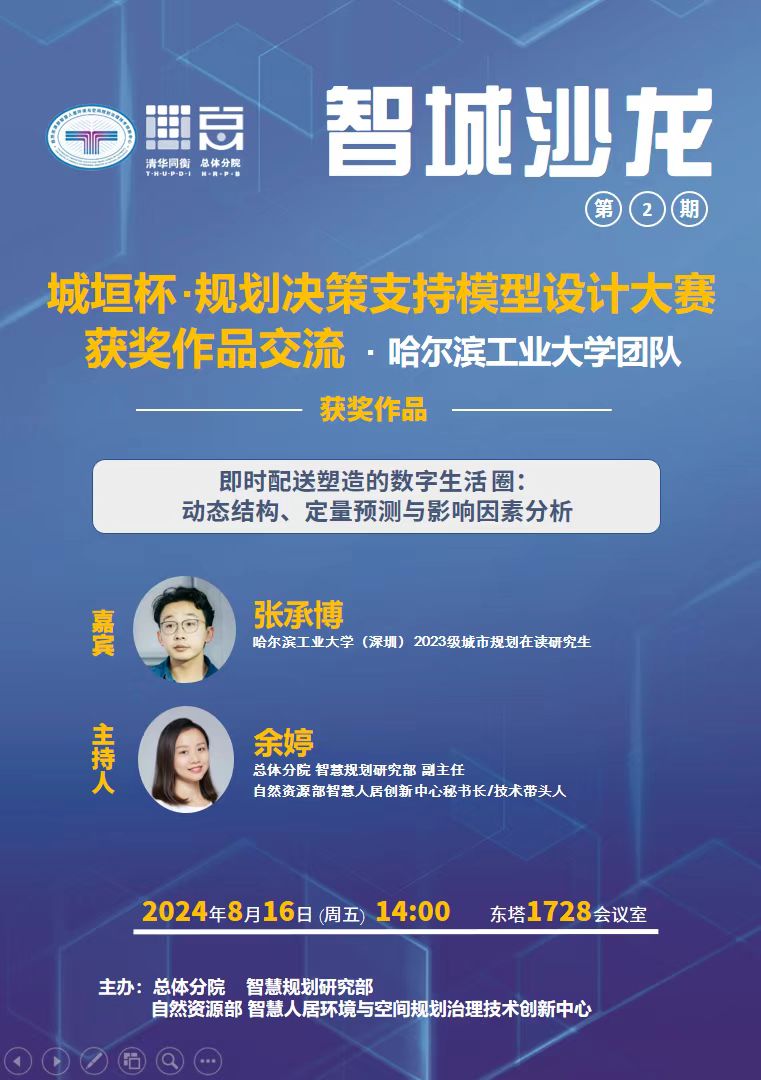 清华同衡 总体分院
T·H·U·P·D·I H·R·P·B
智城沙龙
第2期
城垣杯·规划决策支持模型设计大赛
获奖作品交流 · 哈尔滨工业大学团队
获奖作品
即时配送塑造的数字生活圈：
动态结构、定量预测与影响因素分析
嘉宾
张承博
哈尔滨工业大学（深圳） 2023级城市规划在读研究生
主持人
余婷
总体分院 智慧规划研究部 副主任
自然资源部智慧人居创新中心秘书长/技术带头人
2024年8月16日 (周五) 14:00 东塔1728会议室
主办：总体分院 智慧规划研究部
自然资源部 智慧人居环境与空间规划治理技术创新中心